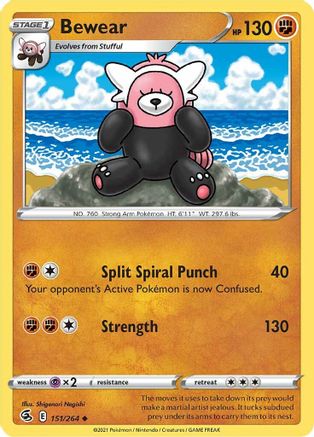 STAGE 1
Bewear
HP 130
Evolves from Stufful
NO. 760 Strong Arm Pokémon HT. 6'11" WT. 297.6 lbs.
Split Spiral Punch 40
Your opponent's Active Pokémon is now Confused.
Strength 130
weakness ×2 resistance retreat
Illus. Shigenori Negishi
E 151/264
The moves it uses to take down its prey would
make a martial artist jealous. It tucks subdued
prey under its arms to carry them to its nest.
©2021 Pokémon / Nintendo / Creatures / GAME FREAK